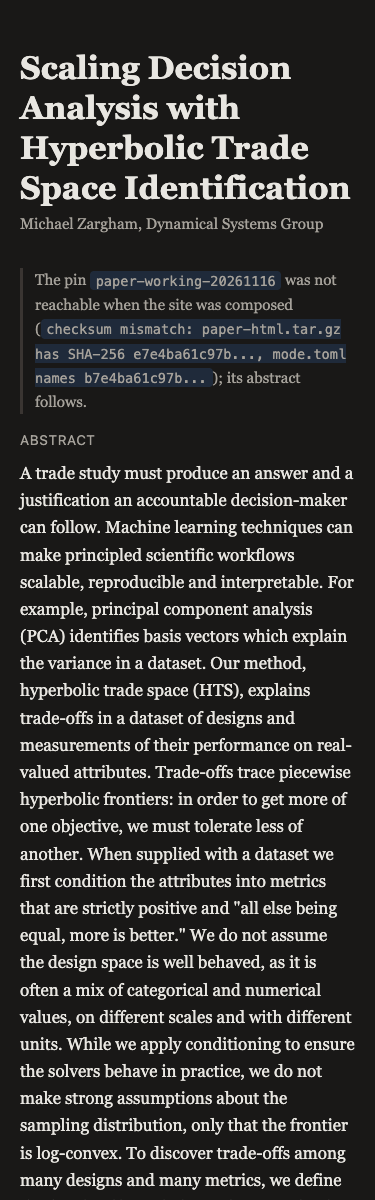 Scaling Decision
Analysis with
Hyperbolic Trade
Space Identification
Michael Zargham, Dynamical Systems Group
The pin paper-working-20261116 was not
reachable when the site was composed
(checksum mismatch: paper-html.tar.gz
has SHA-256 e7e4ba61c97b..., mode.toml
names b7e4ba61c97b...); its abstract
follows.
ABSTRACT
A trade study must produce an answer and a
justification an accountable decision-maker
can follow. Machine learning techniques can
make principled scientific workflows
scalable, reproducible and interpretable. For
example, principal component analysis
(PCA) identifies basis vectors which explain
the variance in a dataset. Our method,
hyperbolic trade space (HTS), explains
trade-offs in a dataset of designs and
measurements of their performance on real-
valued attributes. Trade-offs trace piecewise
hyperbolic frontiers: in order to get more of
one objective, we must tolerate less of
another. When supplied with a dataset we
first condition the attributes into metrics
that are strictly positive and "all else being
equal, more is better." We do not assume
the design space is well behaved, as it is
often a mix of categorical and numerical
values, on different scales and with different
units. While we apply conditioning to ensure
the solvers behave in practice, we do not
make strong assumptions about the
sampling distribution, only that the frontier
is log-convex. To discover trade-offs among
many designs and many metrics, we define